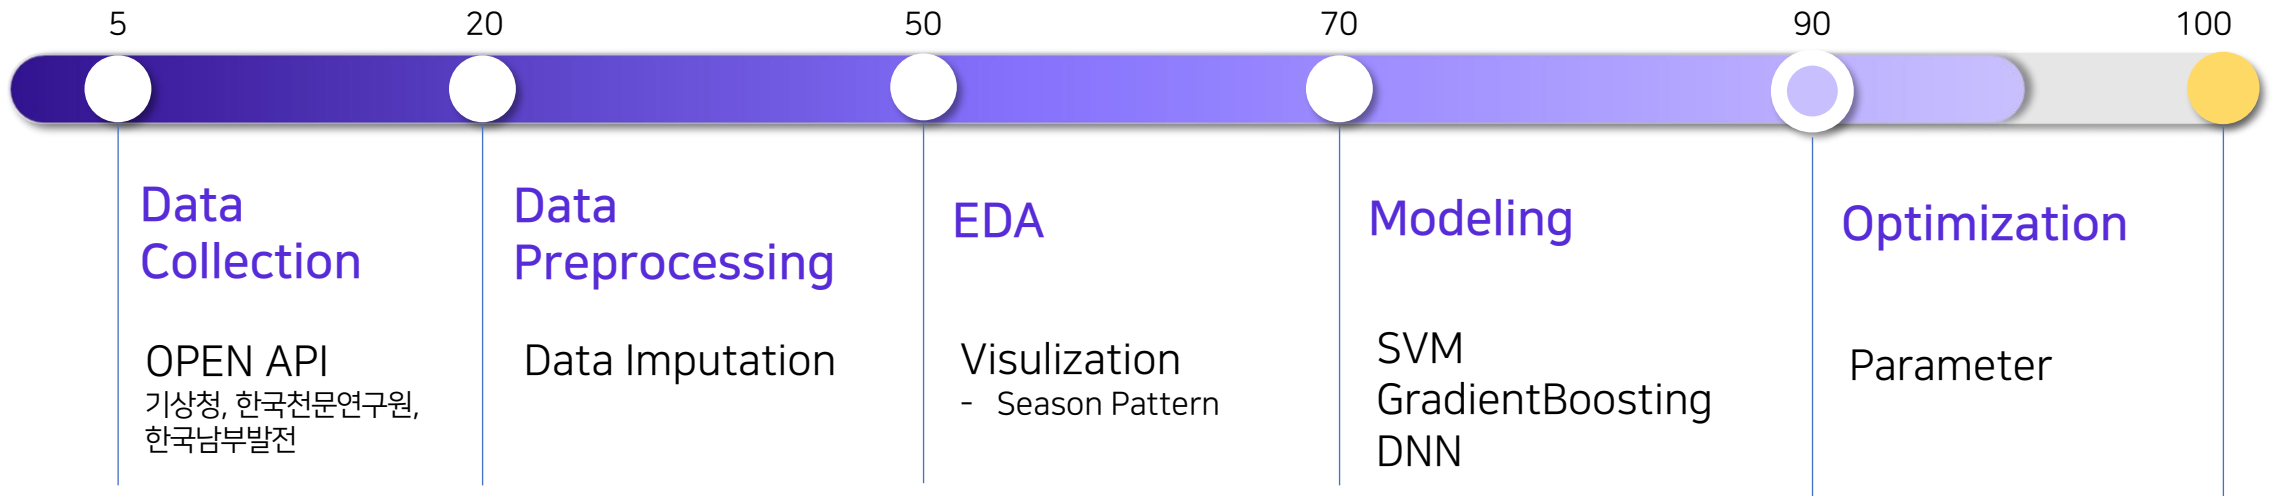 5
20
50
70
90
100
Data
Collection
OPEN API
기상청, 한국천문연구원,
한국남부발전
Data
Preprocessing
Data Imputation
EDA
Visulization
- Season Pattern
Modeling
SVM
GradientBoosting
DNN
Optimization
Parameter